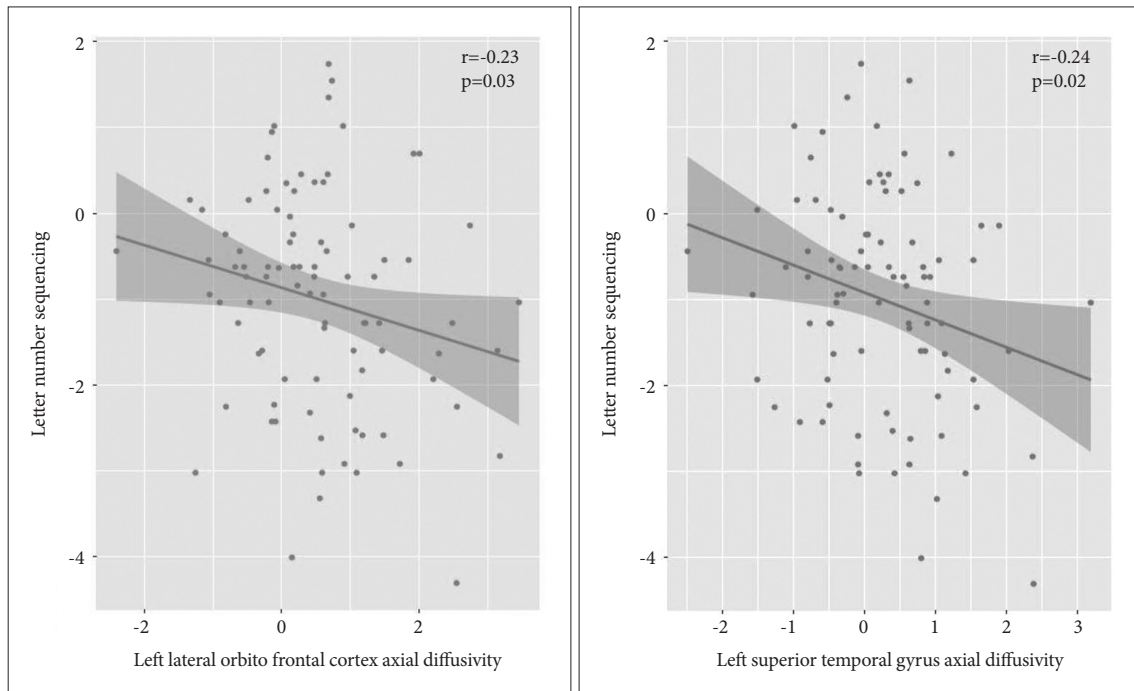 2
r=-0.23
p=0.03
0
-2
-4
Letter number sequencing
-2
0
2
Left lateral orbito frontal cortex axial diffusivity
2
r=-0.24
p=0.02
0
-2
-4
Letter number sequencing
-2
-1
0
1
2
3
Left superior temporal gyrus axial diffusivity